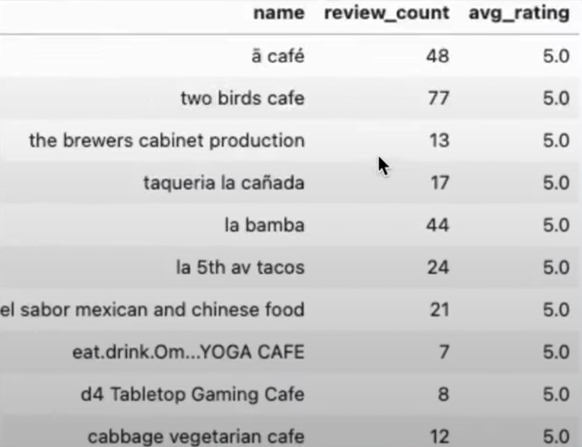 name review_count avg_rating
ā café 48 5.0
two birds cafe 77 5.0
the brewers cabinet production 13 5.0
taqueria la cañada 17 5.0
la bamba 44 5.0
la 5th av tacos 24 5.0
el sabor mexican and chinese food 21 5.0
eat.drink.Om...YOGA CAFE 7 5.0
d4 Tabletop Gaming Cafe 8 5.0
cabbage vegetarian cafe 12 5.0